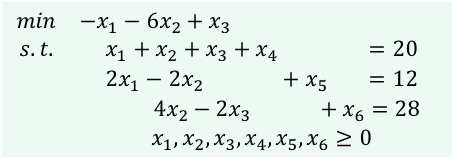 min −x₁ − 6x₂ + x₃
s.t. x₁ + x₂ + x₃ + x₄ = 20
2x₁ − 2x₂ + x₅ = 12
4x₂ − 2x₃ + x₆ = 28
x₁, x₂, x₃, x₄, x₅, x₆ ≥ 0